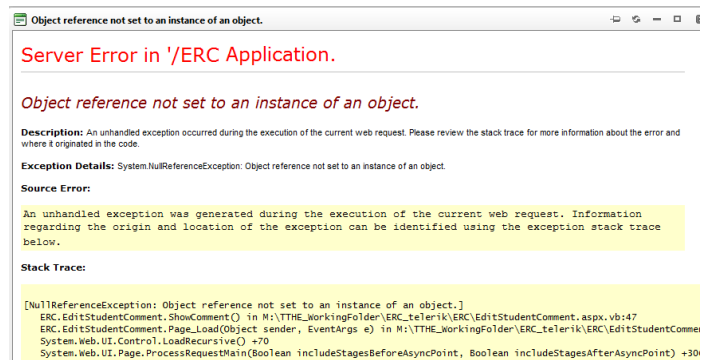 Object reference not set to an instance of an object.
Server Error in '/ERC Application.
Object reference not set to an instance of an object.
Description: An unhandled exception occurred during the execution of the current web request. Please review the stack trace for more information about the error and
where it originated in the code.
Exception Details: System.NullReferenceException: Object reference not set to an instance of an object.
Source Error:
An unhandled exception was generated during the execution of the current web request. Information
regarding the origin and location of the exception can be identified using the exception stack trace
below.
Stack Trace:
[NullReferenceException: Object reference not set to an instance of an object.]
ERC.EditStudentComment.ShowComment() in M:\TTHE_WorkingFolder\ERC_telerik\ERC\EditStudentComment.aspx.vb:47
ERC.EditStudentComment.Page_Load(Object sender, EventArgs e) in M:\TTHE_WorkingFolder\ERC_telerik\ERC\EditStudentComme
System.Web.UI.Control.LoadRecursive() +70
System.Web.UI.Page.ProcessRequestMain(Boolean includeStagesBeforeAsyncPoint, Boolean includeStagesAfterAsyncPoint) +30